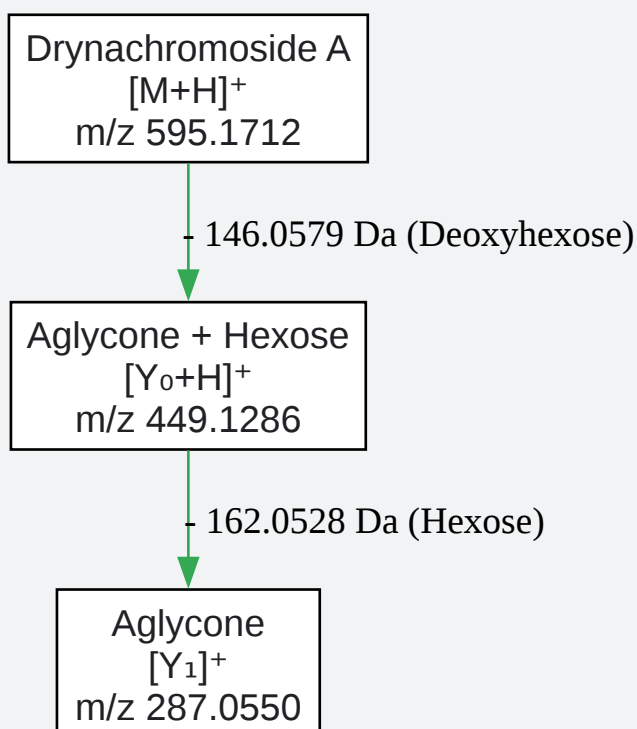 Drynachromoside A
[M+H]⁺
m/z 595.1712
- 146.0579 Da (Deoxyhexose)
Aglycone + Hexose
[Y₀+H]⁺
m/z 449.1286
- 162.0528 Da (Hexose)
Aglycone
[Y₁]⁺
m/z 287.0550